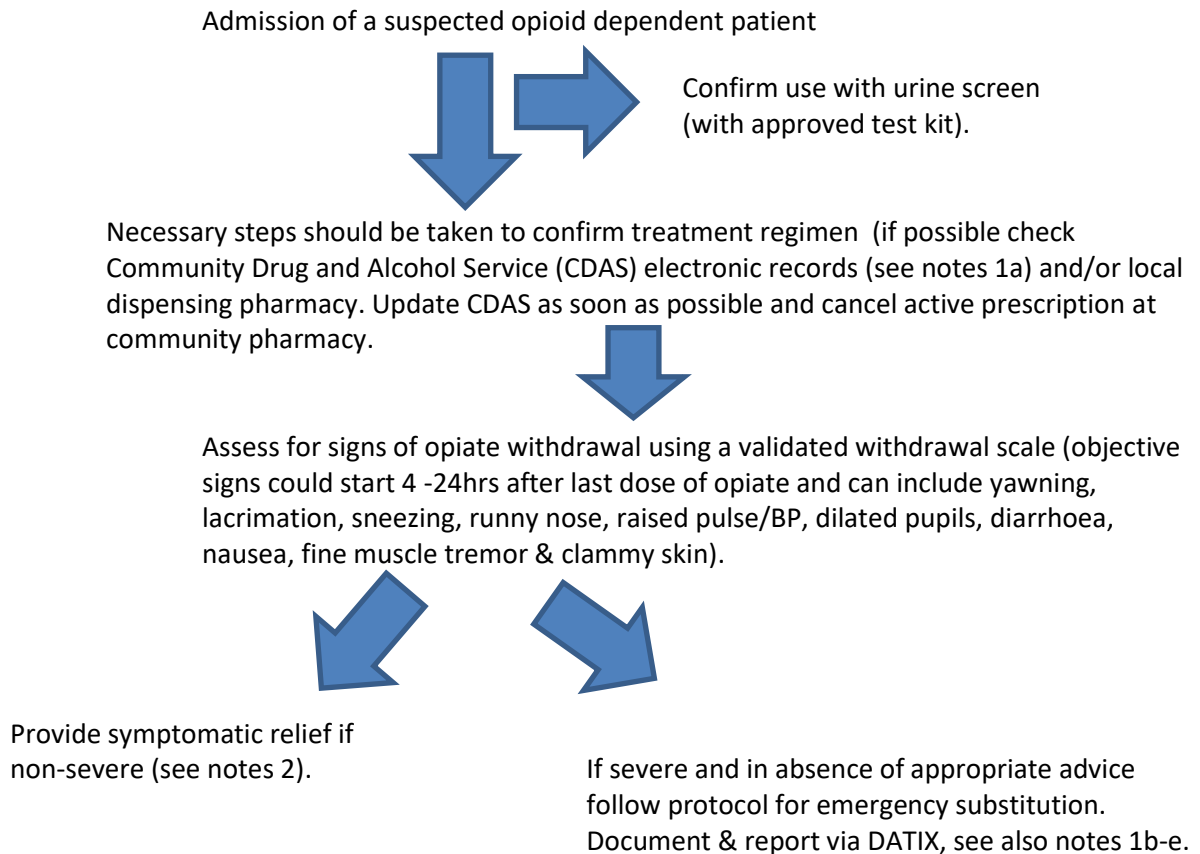 Admission of a suspected opioid dependent patient
Confirm use with urine screen
(with approved test kit).
Necessary steps should be taken to confirm treatment regimen  (if possible check
Community Drug and Alcohol Service (CDAS) electronic records (see notes 1a) and/or local
dispensing pharmacy. Update CDAS as soon as possible and cancel active prescription at
community pharmacy.
Assess for signs of opiate withdrawal using a validated withdrawal scale (objective
signs could start 4 -24hrs after last dose of opiate and can include yawning,
lacrimation, sneezing, runny nose, raised pulse/BP, dilated pupils, diarrhoea,
nausea, fine muscle tremor & clammy skin).
Provide symptomatic relief if
non-severe (see notes 2).
If severe and in absence of appropriate advice
follow protocol for emergency substitution.
Document & report via DATIX, see also notes 1b-e.